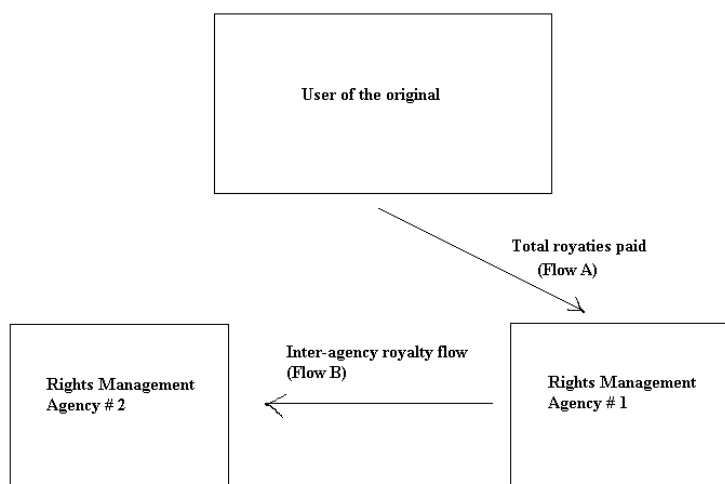 User of the original
Total royaties paid
(Flow A)
Inter-agency royalty flow
(Flow B)
Rights Management
Agency # 2
Rights Management
Agency # 1